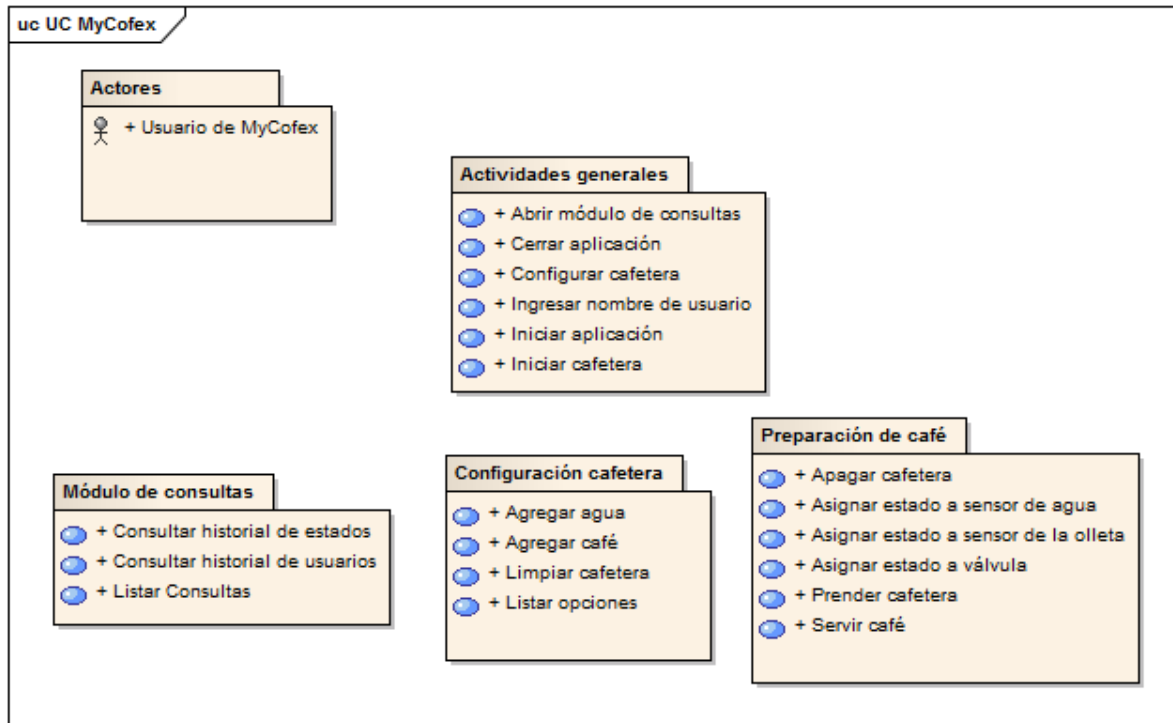 uc UC MyCofex
Actores
+ Usuario de MyCofex
Actividades generales
+ Abrir módulo de consultas
+ Cerrar aplicación
+ Configurar cafetera
+ Ingresar nombre de usuario
+ Iniciar aplicación
+ Iniciar cafetera
Módulo de consultas
+ Consultar historial de estados
+ Consultar historial de usuarios
+ Listar Consultas
Configuración cafetera
+ Agregar agua
+ Agregar café
+ Limpiar cafetera
+ Listar opciones
Preparación de café
+ Apagar cafetera
+ Asignar estado a sensor de agua
+ Asignar estado a sensor de la olleta
+ Asignar estado a válvula
+ Prender cafetera
+ Servir café